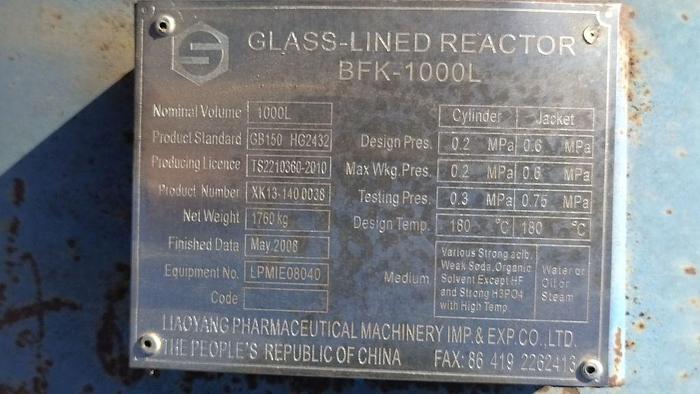 GLASS-LINED REACTOR
BFK-1000L
Nominal Volume 1000L
Product Standard GB150 HG2432
Producing Licence TS2210360-2010
Product Number XK13-140 0038
Net Weight 1760 kg
Finished Data May 2008
Equipment No. LPMIE08040
Code
Cylinder Jacket
Design Pres. 0.2 MPa 0.6 MPa
Max Wkg.Pres. 0.2 MPa 0.6 MPa
Testing Pres. 0.3 MPa 0.75 MPa
Design Temp. 180 °C 180 °C
Medium
Various Strong acib,
Weak Soda,Organic
Solvent Except HF
and Strong H3PO4
with High Temp
Water or
Oil or
Steam
LIAOYANG PHARMACEUTICAL MACHINERY IMP.& EXP.CO.,LTD.
THE PEOPLE'S REPUBLIC OF CHINA FAX: 86 419 2262413